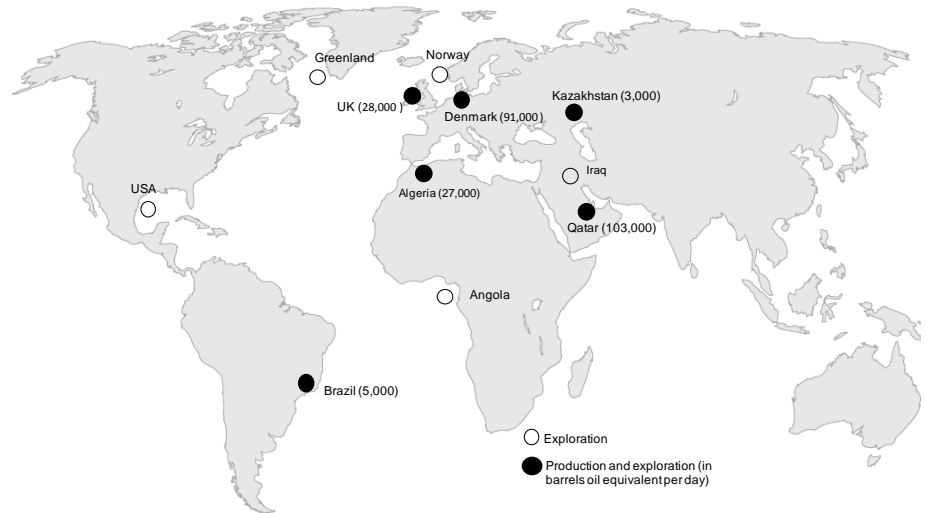 Greenland
Norway
UK (28,000)
Denmark (91,000)
Kazakhstan (3,000)
USA
Algeria (27,000)
Iraq
Qatar (103,000)
Angola
Brazil (5,000)
Exploration
Production and exploration (in
barrels oil equivalent per day)